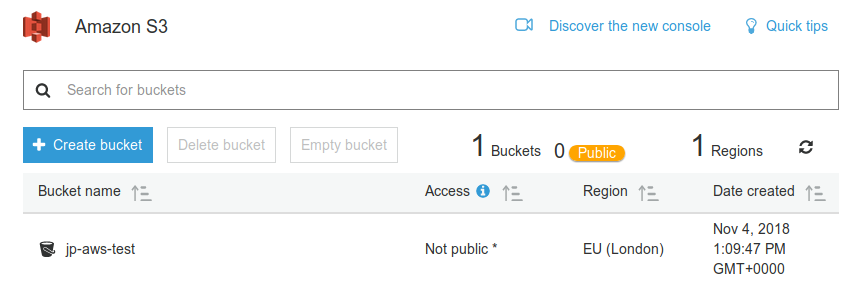 Amazon S3
Discover the new console
Quick tips
Search for buckets
Create bucket
Delete bucket
Empty bucket
1 Buckets
0 Public
1 Regions
Bucket name
Access
Region
Date created
jp-aws-test
Not public *
EU (London)
Nov 4, 2018
1:09:47 PM
GMT+0000